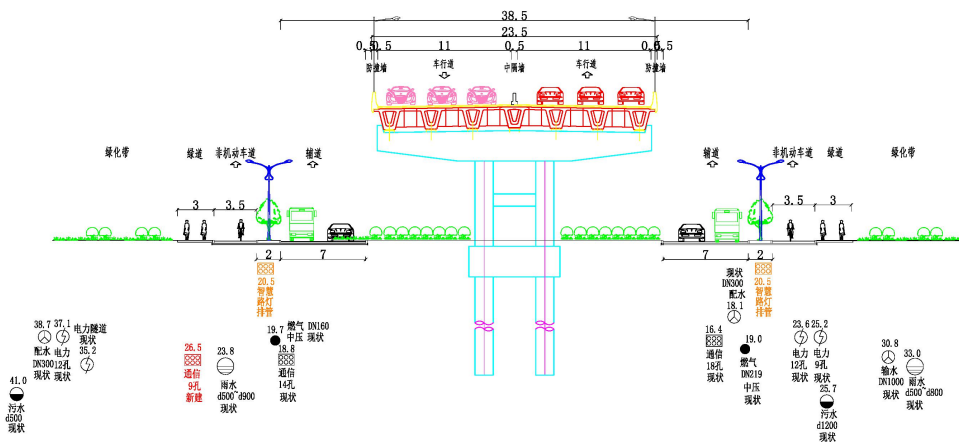 38.5
23.5
0.5 0.5 11 0.5 11 0.5
防撞墙 车行道 中隔墙 车行道 防撞墙
绿化带 绿道 非机动车道 辅道 辅道 非机动车道 绿道 绿化带
3 3.5 3.5 3
2 7 7 2
20.5
智慧
路灯
排管
20.5
智慧
路灯
排管
现状
DN300
配水
18.1
38.7
配水
DN300
现状
37.1
电力
12孔
现状
电力隧道
现状
35.2
41.0
污水
d500
现状
26.5
通信
9孔
新建
23.8
雨水
d500~d900
现状
19.7
燃气 DN160
中压 现状
18.8
通信
14孔
现状
16.4
通信
18孔
现状
19.0
燃气
DN219
中压
现状
23.6
电力
12孔
现状
25.2
电力
9孔
现状
25.7
污水
d1200
现状
30.8
输水
DN1000
现状
33.0
雨水
d500~d800
现状